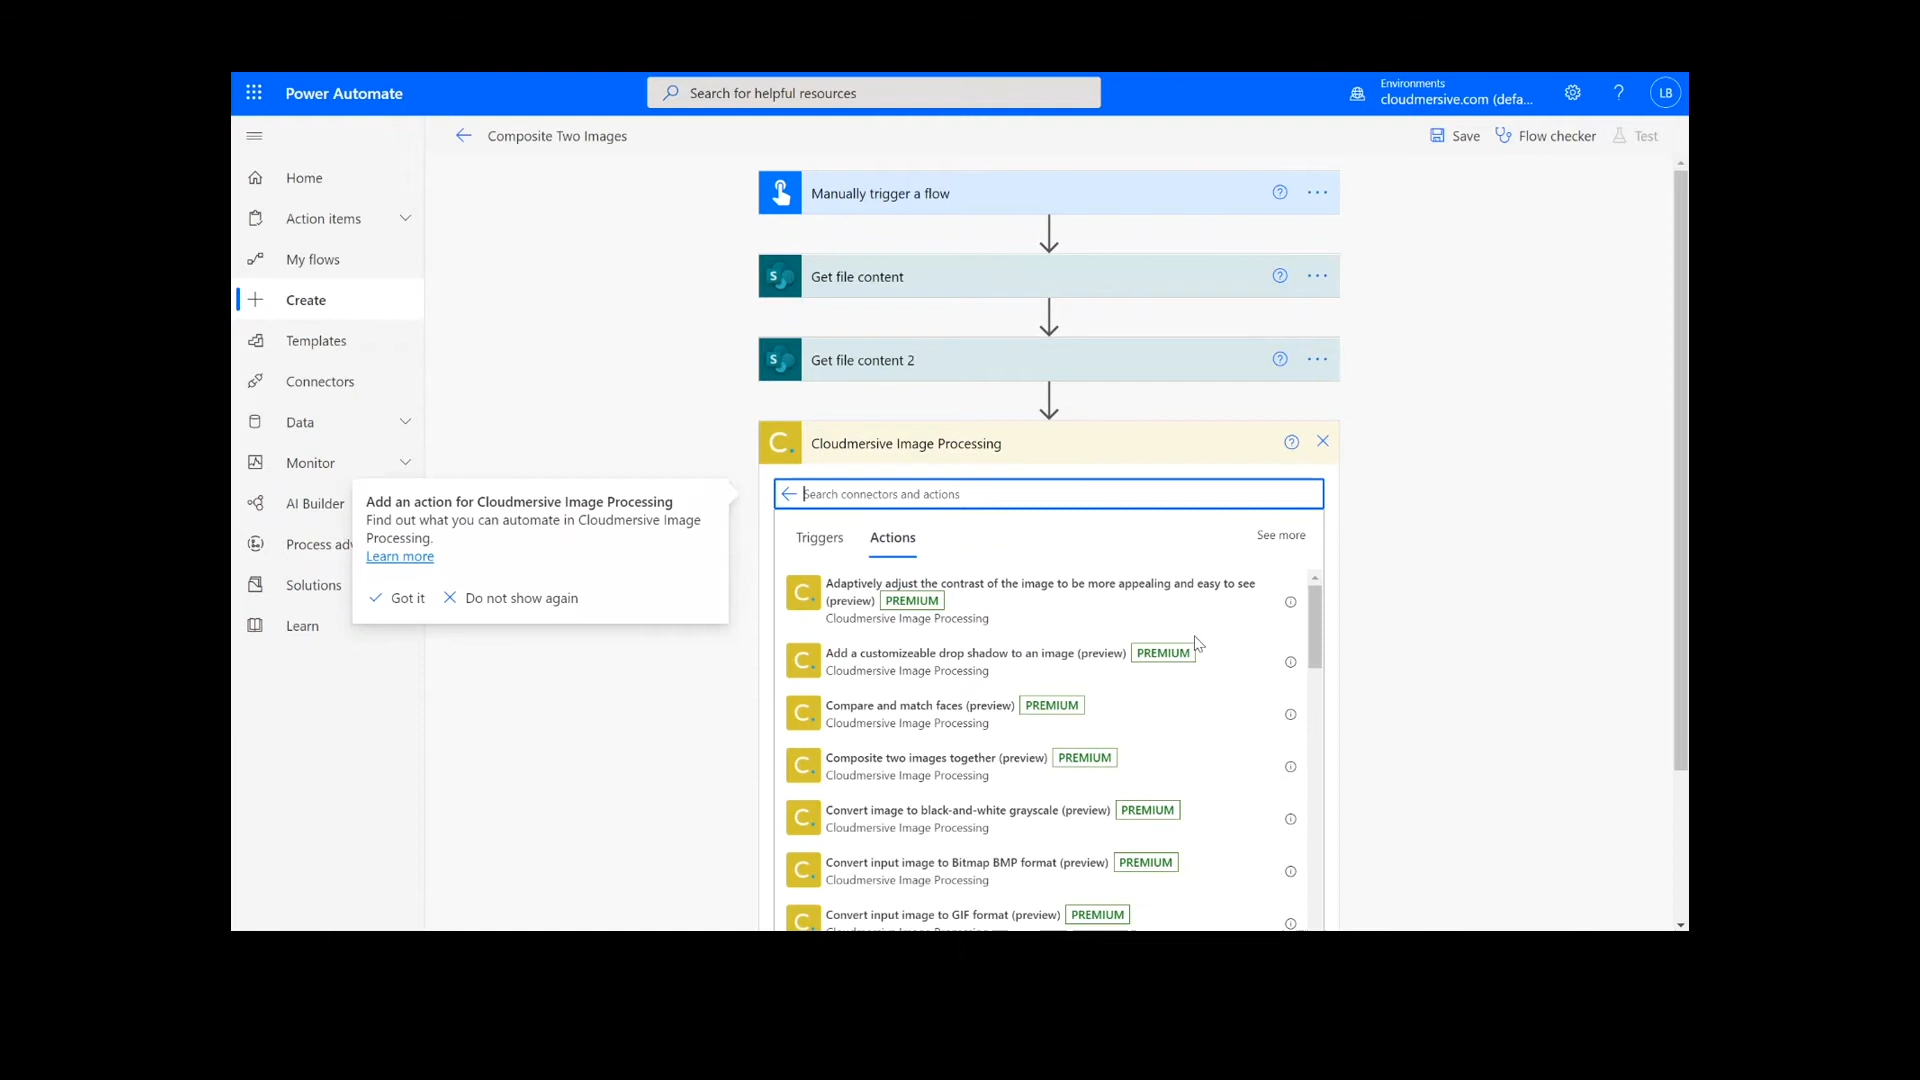 Power Automate
Search for helpful resources
Environments
cloudmersive.com (defa...
?
LB
Composite Two Images
Save
Flow checker
Test
Home
Action items
My flows
Create
Templates
Connectors
Data
Monitor
AI Builder
Process adv
Solutions
Learn
Manually trigger a flow
S
Get file content
S
Get file content 2
C.
Cloudmersive Image Processing
Add an action for Cloudmersive Image Processing
Find out what you can automate in Cloudmersive Image
Processing.
Learn more
Got it
Do not show again
Search connectors and actions
Triggers
Actions
See more
C.
Adaptively adjust the contrast of the image to be more appealing and easy to see
(preview) PREMIUM
Cloudmersive Image Processing
C.
Add a customizeable drop shadow to an image (preview) PREMIUM
Cloudmersive Image Processing
C.
Compare and match faces (preview) PREMIUM
Cloudmersive Image Processing
C.
Composite two images together (preview) PREMIUM
Cloudmersive Image Processing
C.
Convert image to black-and-white grayscale (preview) PREMIUM
Cloudmersive Image Processing
C.
Convert input image to Bitmap BMP format (preview) PREMIUM
Cloudmersive Image Processing
C.
Convert input image to GIF format (preview) PREMIUM